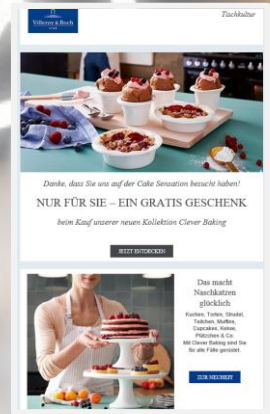 Villeroy & Boch
1748
Tischkultur
Danke, dass Sie uns auf der Cake Sensation besucht haben!
NUR FÜR SIE – EIN GRATIS GESCHENK
beim Kauf unserer neuen Kollektion Clever Baking
JETZT ENTDECKEN
Das macht
Naschkatzen
glücklich
Kuchen, Torten, Strudel,
Teilchen, Muffins,
Cupcakes, Kekse,
Plätzchen & Co.
Mit Clever Baking sind Sie
für alle Fälle gerüstet.
ZUR NEUHEIT